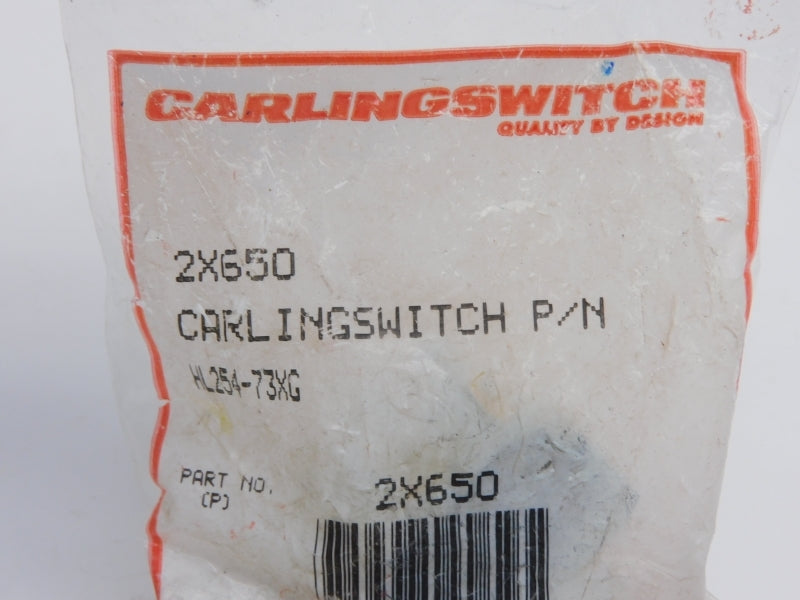 CARLINGSWITCH
QUALITY BY DESIGN
2X650
CARLINGSWITCH P/N
HL254-73XG
PART NO. 2X650
(P)